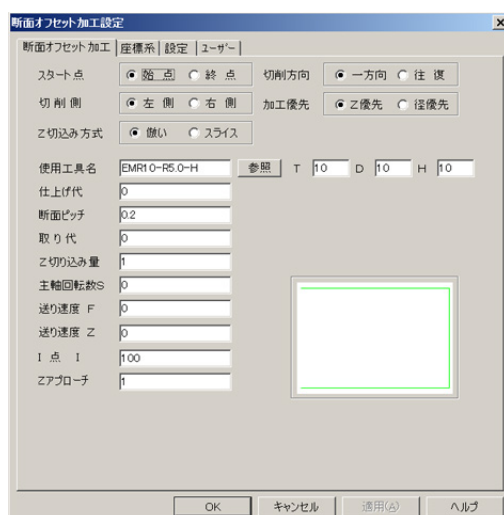 断面オフセット加工設定
断面オフセット加工 座標系 設定 ユーザー
スタート点 始 点 終 点 切削方向 一方向 往 復
切 削 側 左 側 右 側 加工優先 Z優先 径優先
Z切込み方式 倣い スライス
使用工具名 EMR10-R5.0-H 参照 T 10 D 10 H 10
仕上げ代 0
断面ピッチ 0.2
取 り 代 0
Z切り込み量 1
主軸回転数S 0
送り速度 F 0
送り速度 Z 0
I 点 I 100
Zアプローチ 1
OK キャンセル 適用(A) ヘルプ